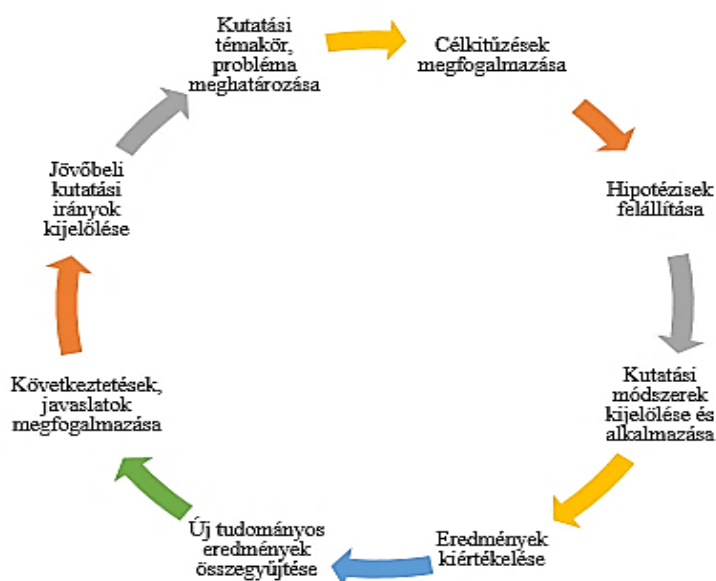 Kutatási
témakör,
probléma
meghatározása
Célkitűzések
megfogalmazása
Hipotézisek
felállítása
Kutatási
módszerek
kijelölése és
alkalmazása
Eredmények
kiértékelése
Új tudományos
eredmények
összegyűjtése
Következtetések,
javaslatok
megfogalmazása
Jövőbeli
kutatási
irányok
kijelölése